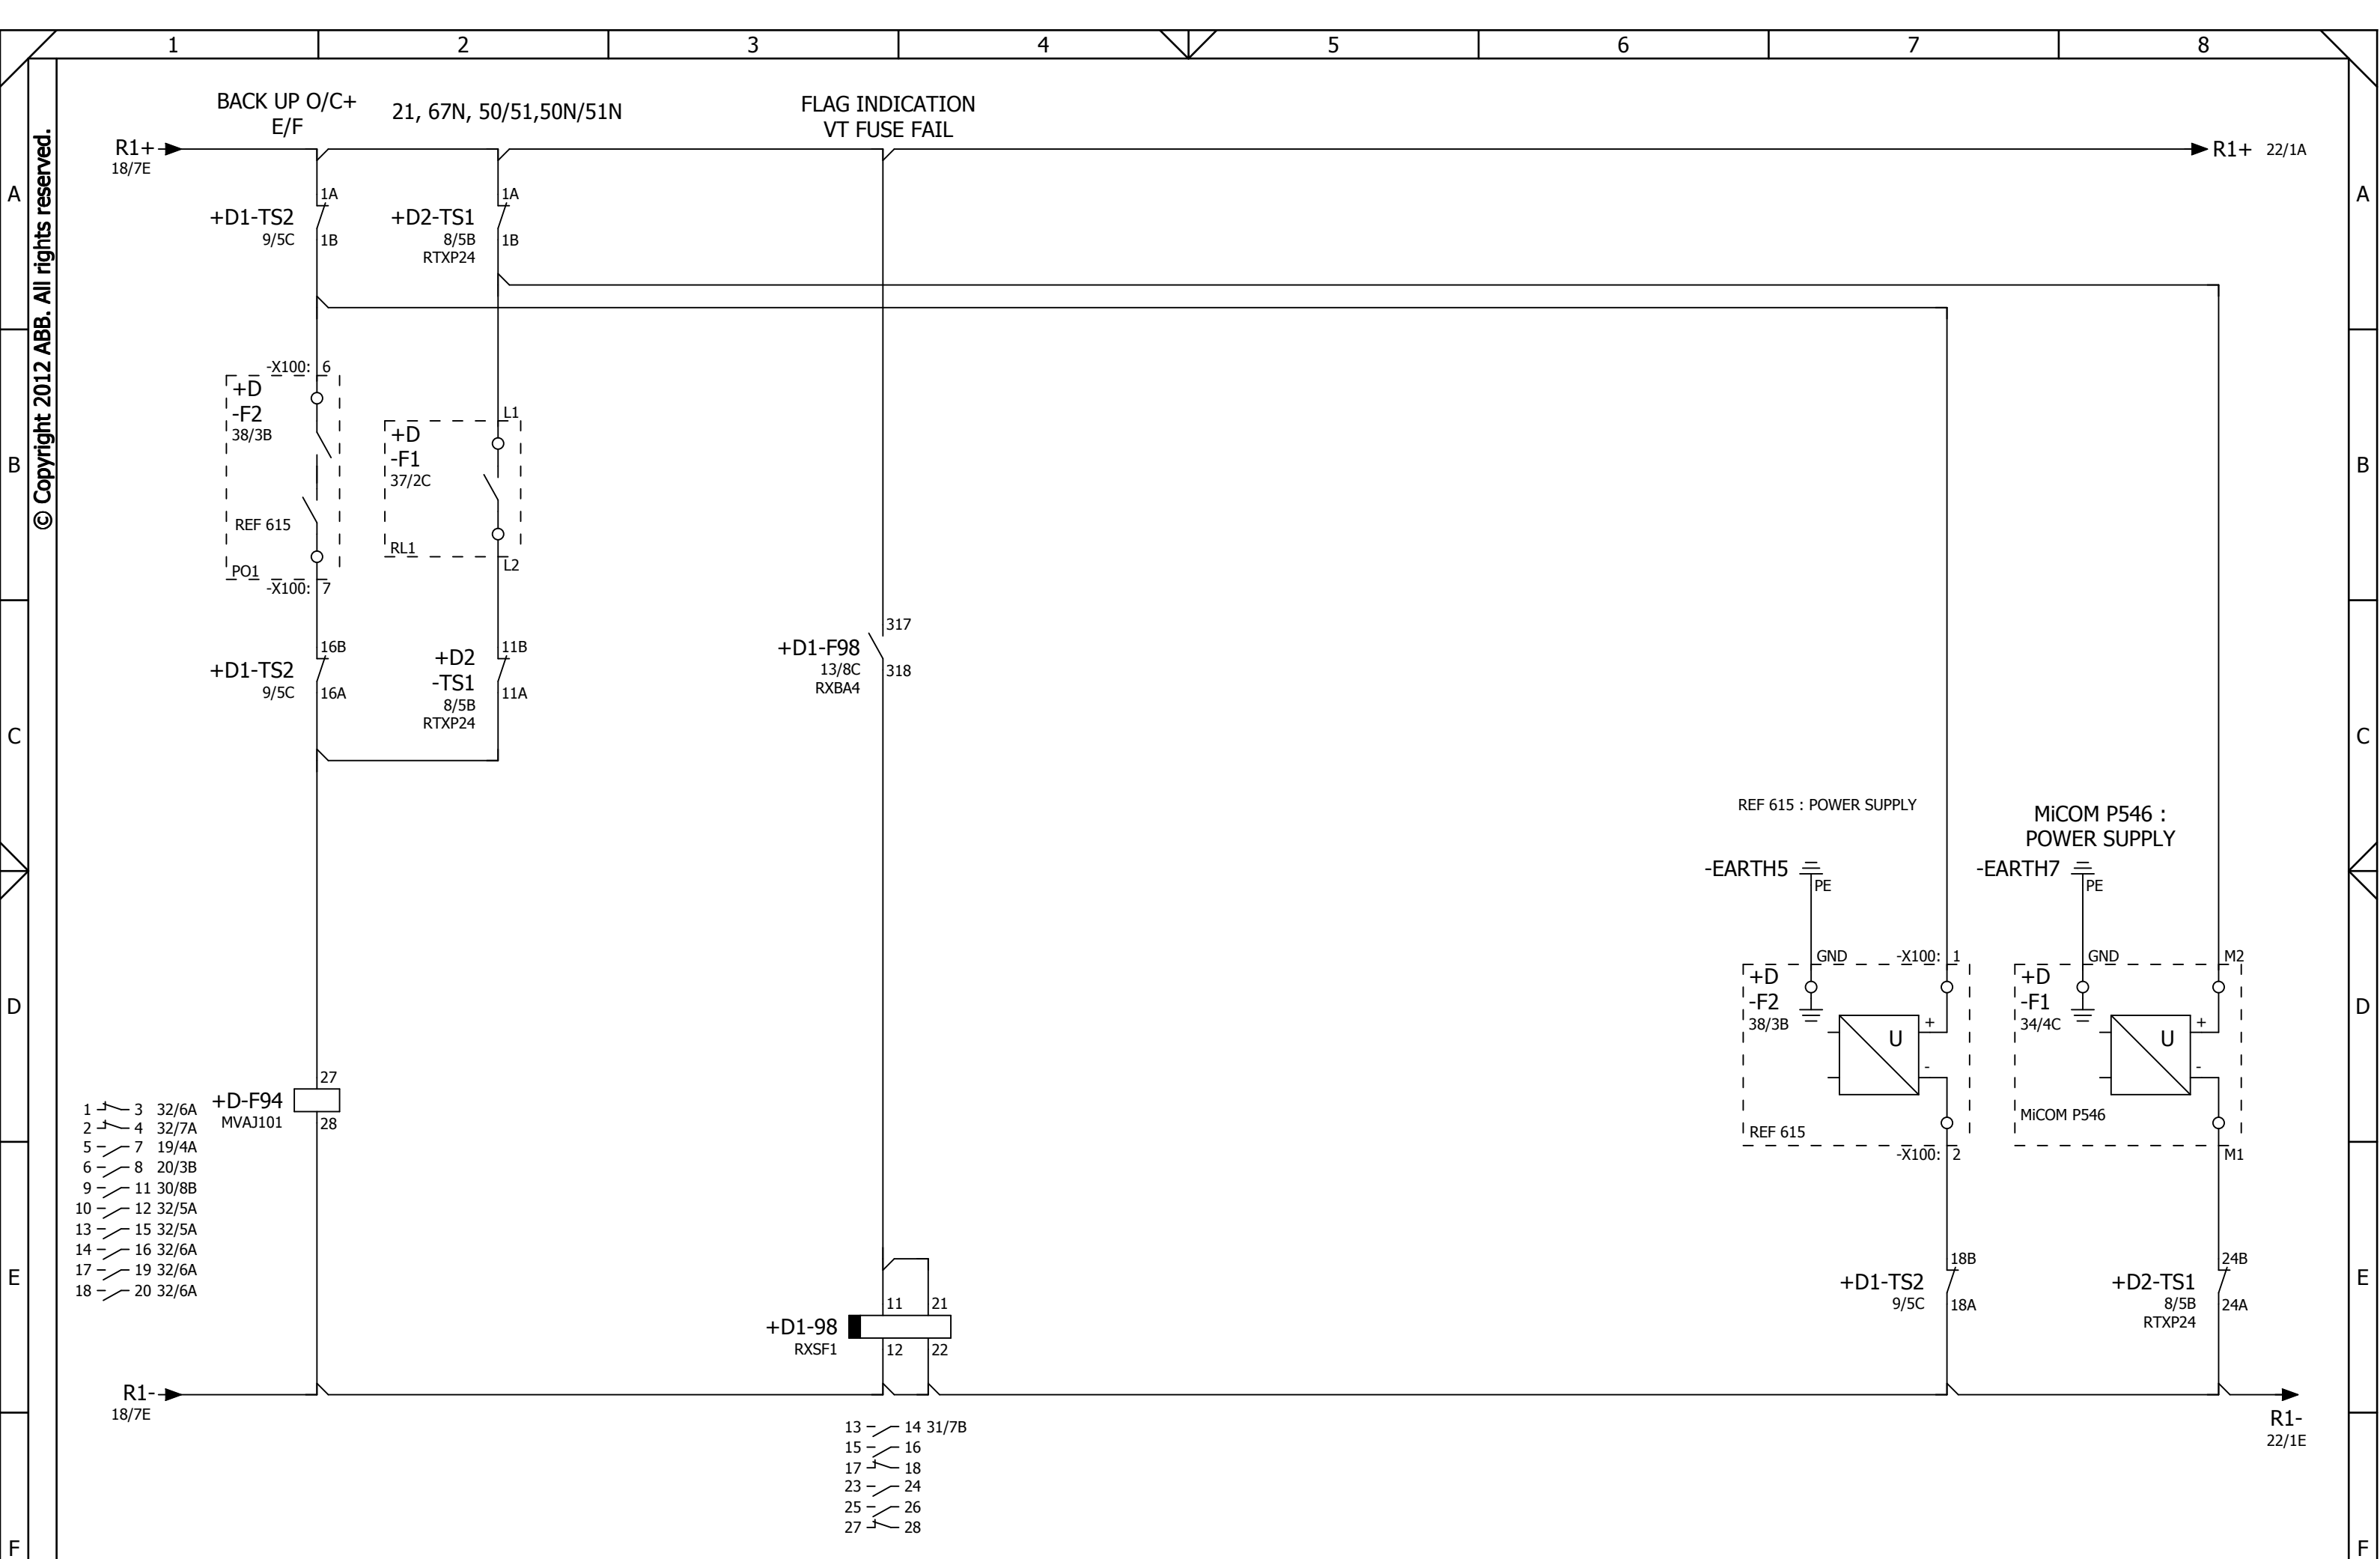 1 2 3 4 5 6 7 8
© Copyright 2012 ABB. All rights reserved.
A
B
C
D
E
F
A
B
C
D
E
F
BACK UP O/C+
E/F
21, 67N, 50/51,50N/51N
FLAG INDICATION
VT FUSE FAIL
R1+
18/7E
R1+ 22/1A
1A
+D1-TS2
9/5C
1B
1A
+D2-TS1
8/5B
1B
RTXP24
-X100: 6
+D
-F2
38/3B
REF 615
PO1
-X100: 7
L1
+D
-F1
37/2C
RL1
L2
16B
+D1-TS2
9/5C
16A
11B
+D2
-TS1
11A
8/5B
RTXP24
317
+D1-F98
13/8C
318
RXBA4
REF 615 : POWER SUPPLY
MiCOM P546 :
POWER SUPPLY
-EARTH5
PE
-EARTH7
PE
GND
-X100: 1
+D
-F2
38/3B
U
+
-
REF 615
-X100: 2
GND
M2
+D
-F1
34/4C
U
+
-
MiCOM P546
M1
27
+D-F94
MVAJ101
28
1 3 32/6A
2 4 32/7A
5 7 19/4A
6 8 20/3B
9 11 30/8B
10 12 32/5A
13 15 32/5A
14 16 32/6A
17 19 32/6A
18 20 32/6A
18B
+D1-TS2
9/5C
18A
24B
+D2-TS1
8/5B
24A
RTXP24
11 21
+D1-98
RXSF1
12 22
R1-
18/7E
R1-
22/1E
13 14 31/7B
15 16
17 18
23 24
25 26
27 28